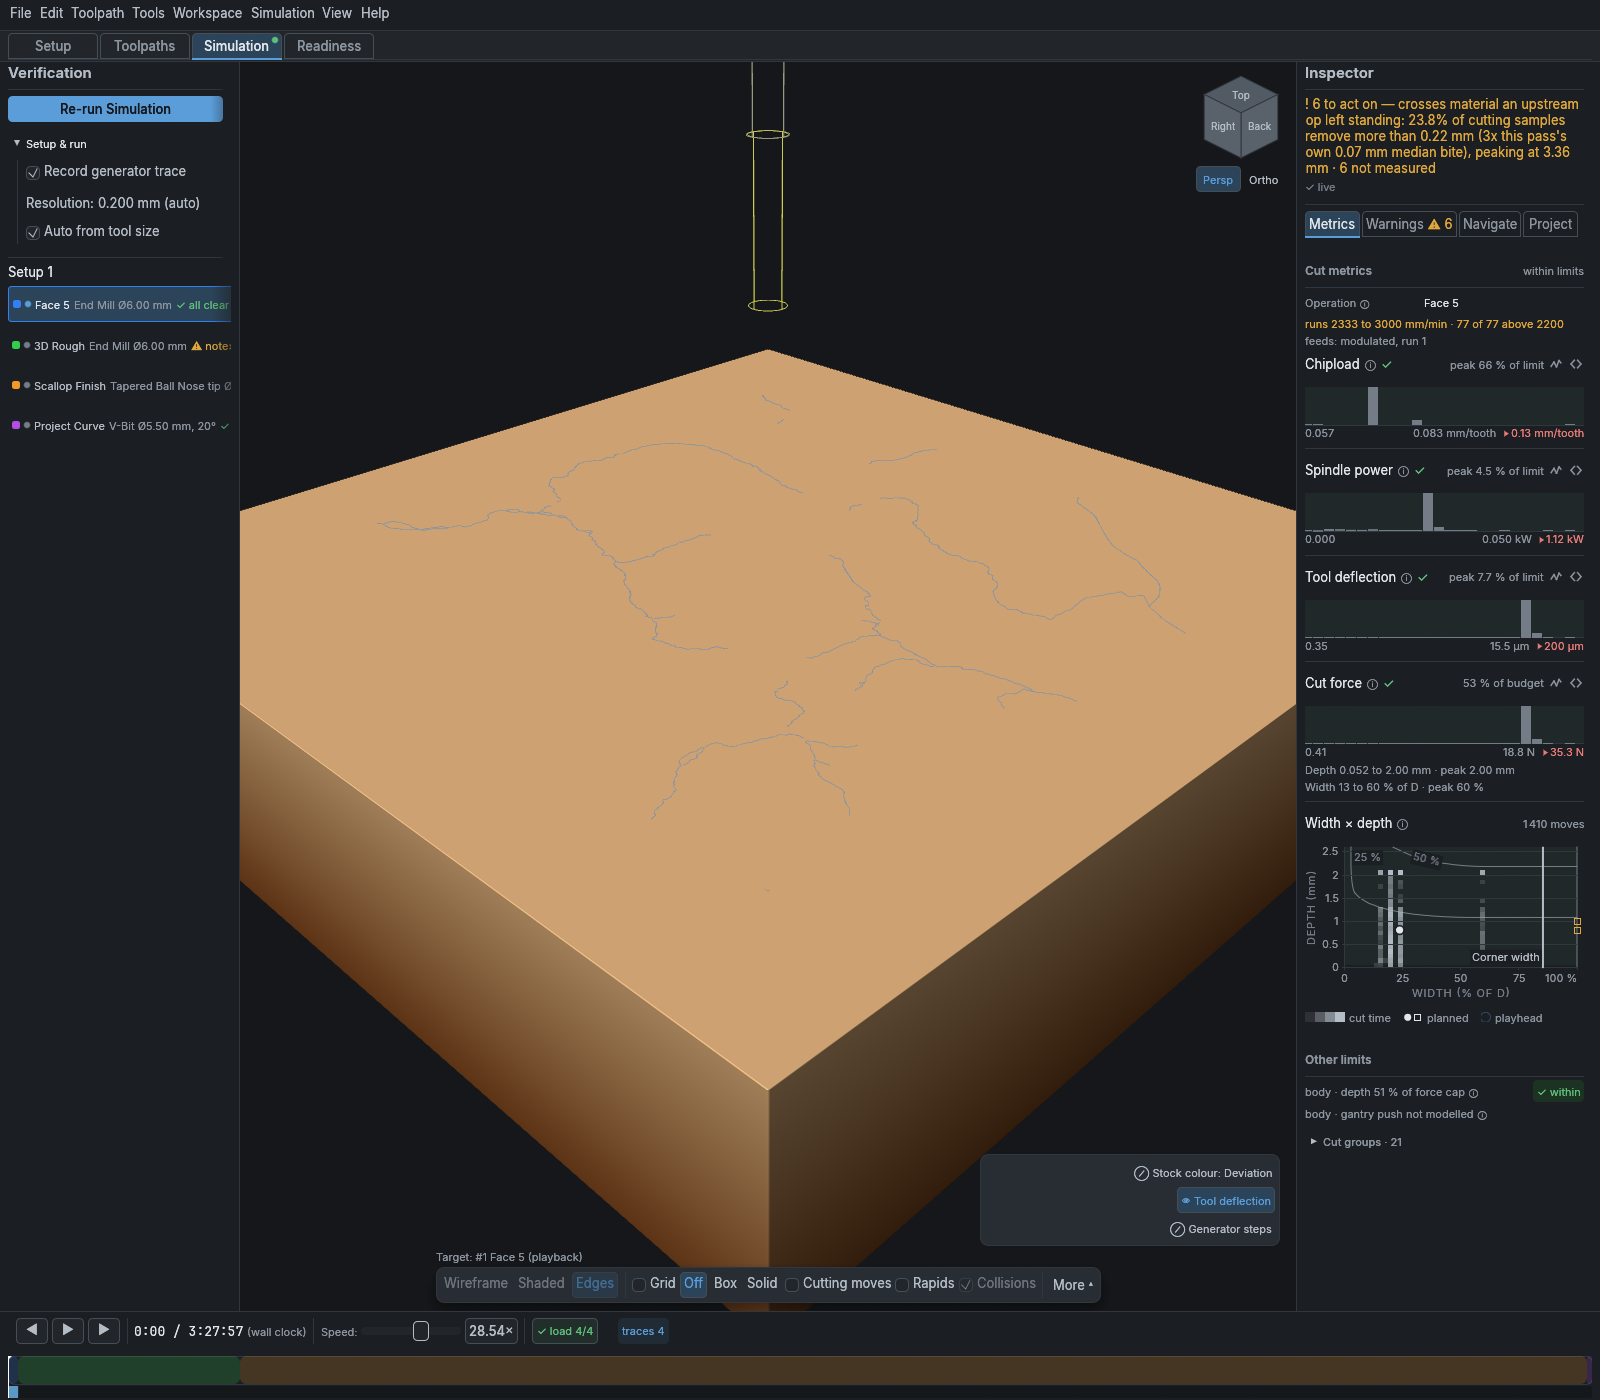 File Edit Toolpath Tools Workspace Simulation View Help
Setup Toolpaths Simulation Readiness
Verification
Re-run Simulation
Setup & run
Record generator trace
Resolution: 0.200 mm (auto)
Auto from tool size
Setup 1
Face 5 End Mill Ø6.00 mm ✓ all clear
3D Rough End Mill Ø6.00 mm ⚠ note
Scallop Finish Tapered Ball Nose tip Ø
Project Curve V-Bit Ø5.50 mm, 20° ✓
Top
Right Back
Persp Ortho
Stock colour: Deviation
Tool deflection
Generator steps
Target: #1 Face 5 (playback)
Wireframe Shaded Edges Grid Off Box Solid Cutting moves Rapids Collisions More
Inspector
! 6 to act on — crosses material an upstream
op left standing: 23.8% of cutting samples
remove more than 0.22 mm (3x this pass's
own 0.07 mm median bite), peaking at 3.36
mm · 6 not measured
✓ live
Metrics Warnings ⚠ 6 Navigate Project
Cut metrics within limits
Operation Face 5
runs 2333 to 3000 mm/min · 77 of 77 above 2200
feeds: modulated, run 1
Chipload ✓ peak 66 % of limit
0.057 0.083 mm/tooth 0.13 mm/tooth
Spindle power ✓ peak 4.5 % of limit
0.000 0.050 kW 1.12 kW
Tool deflection ✓ peak 7.7 % of limit
0.35 15.5 µm 200 µm
Cut force ✓ 53 % of budget
0.41 18.8 N 35.3 N
Depth 0.052 to 2.00 mm · peak 2.00 mm
Width 13 to 60 % of D · peak 60 %
Width × depth 1410 moves
2.5
2
1.5
1
0.5
0
DEPTH (mm)
25 % 50 %
Corner width
0 25 50 75 100 %
WIDTH (% OF D)
cut time planned playhead
Other limits
body · depth 51 % of force cap ✓ within
body · gantry push not modelled
Cut groups · 21
0:00 / 3:27:57 (wall clock) Speed: 28.54× ✓ load 4/4 traces 4